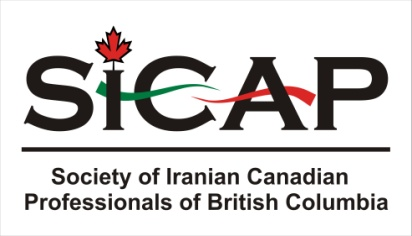 SiCAP
Society of Iranian Canadian
Professionals of British Columbia